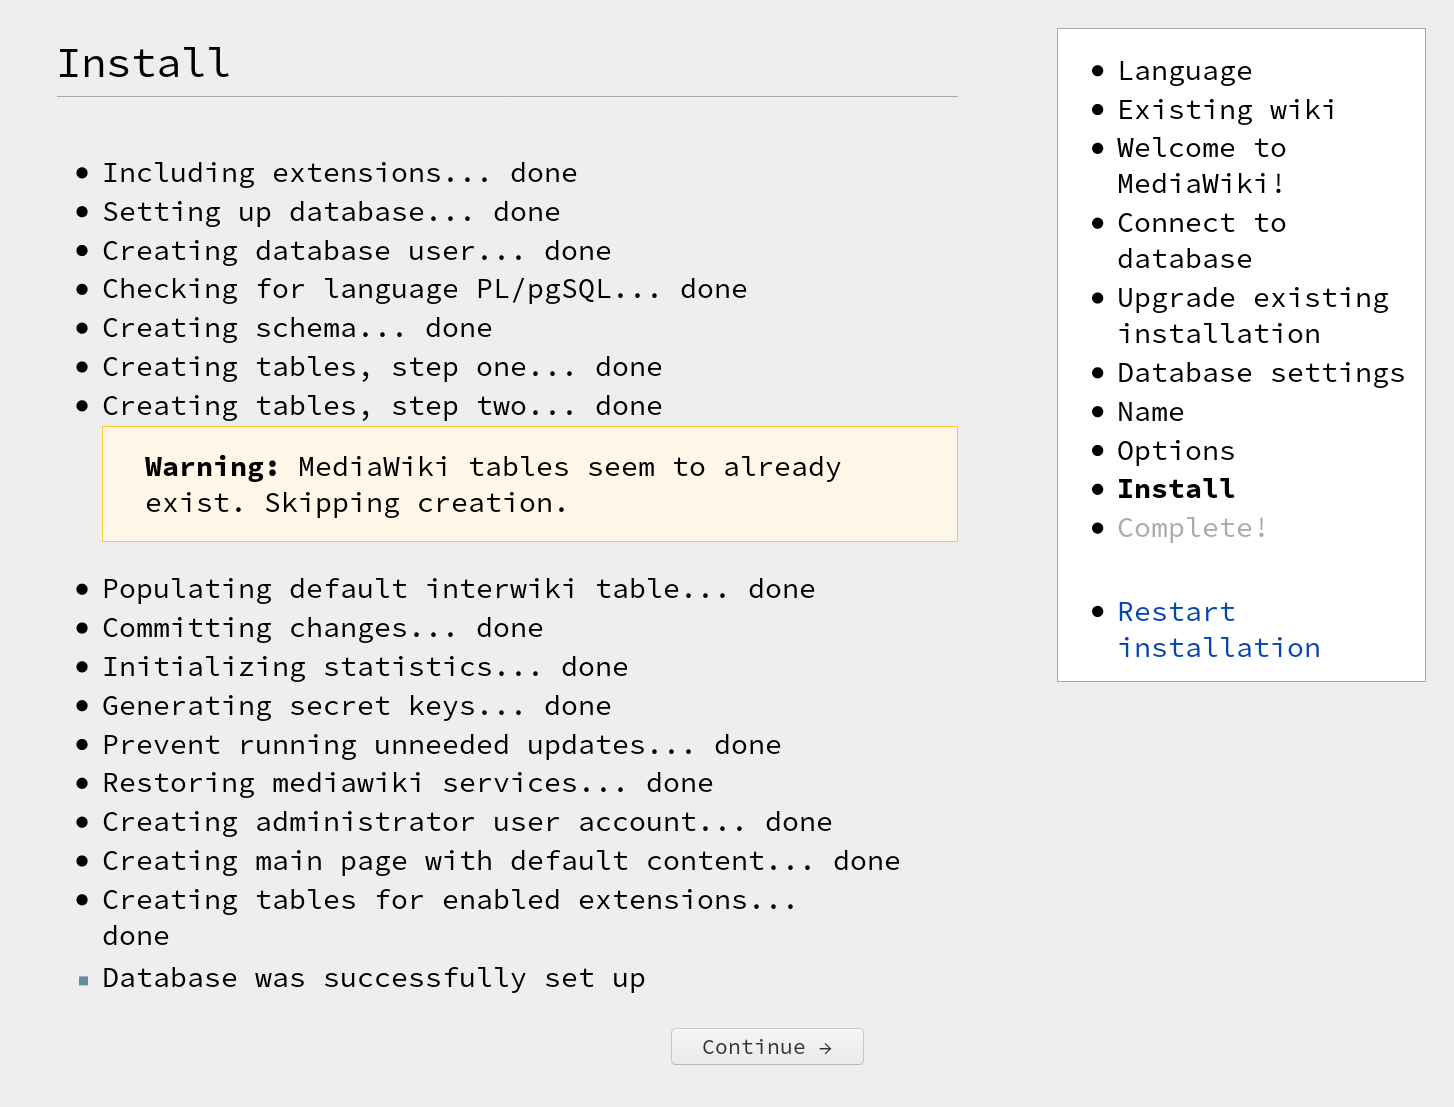 Install
Including extensions... done
Setting up database... done
Creating database user... done
Checking for language PL/pgSQL... done
Creating schema... done
Creating tables, step one... done
Creating tables, step two... done
Warning: MediaWiki tables seem to already
exist. Skipping creation.
Populating default interwiki table... done
Committing changes... done
Initializing statistics... done
Generating secret keys... done
Prevent running unneeded updates... done
Restoring mediawiki services... done
Creating administrator user account... done
Creating main page with default content... done
Creating tables for enabled extensions...
done
Database was successfully set up
Continue →
Language
Existing wiki
Welcome to
MediaWiki!
Connect to
database
Upgrade existing
installation
Database settings
Name
Options
Install
Complete!
Restart
installation